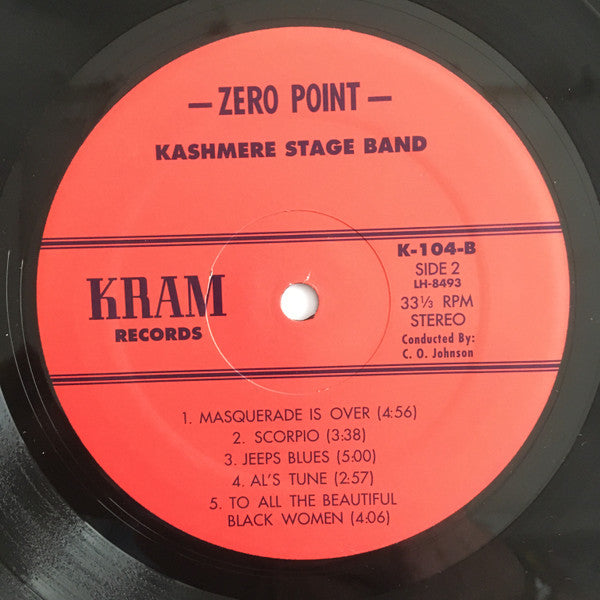 — ZERO POINT —
KASHMERE STAGE BAND
KRAM
RECORDS
K-104-B
SIDE 2
LH-8493
33⅓ RPM
STEREO
Conducted By:
C. O. Johnson
1. MASQUERADE IS OVER (4:56)
2. SCORPIO (3:38)
3. JEEPS BLUES (5:00)
4. AL'S TUNE (2:57)
5. TO ALL THE BEAUTIFUL
BLACK WOMEN (4:06)